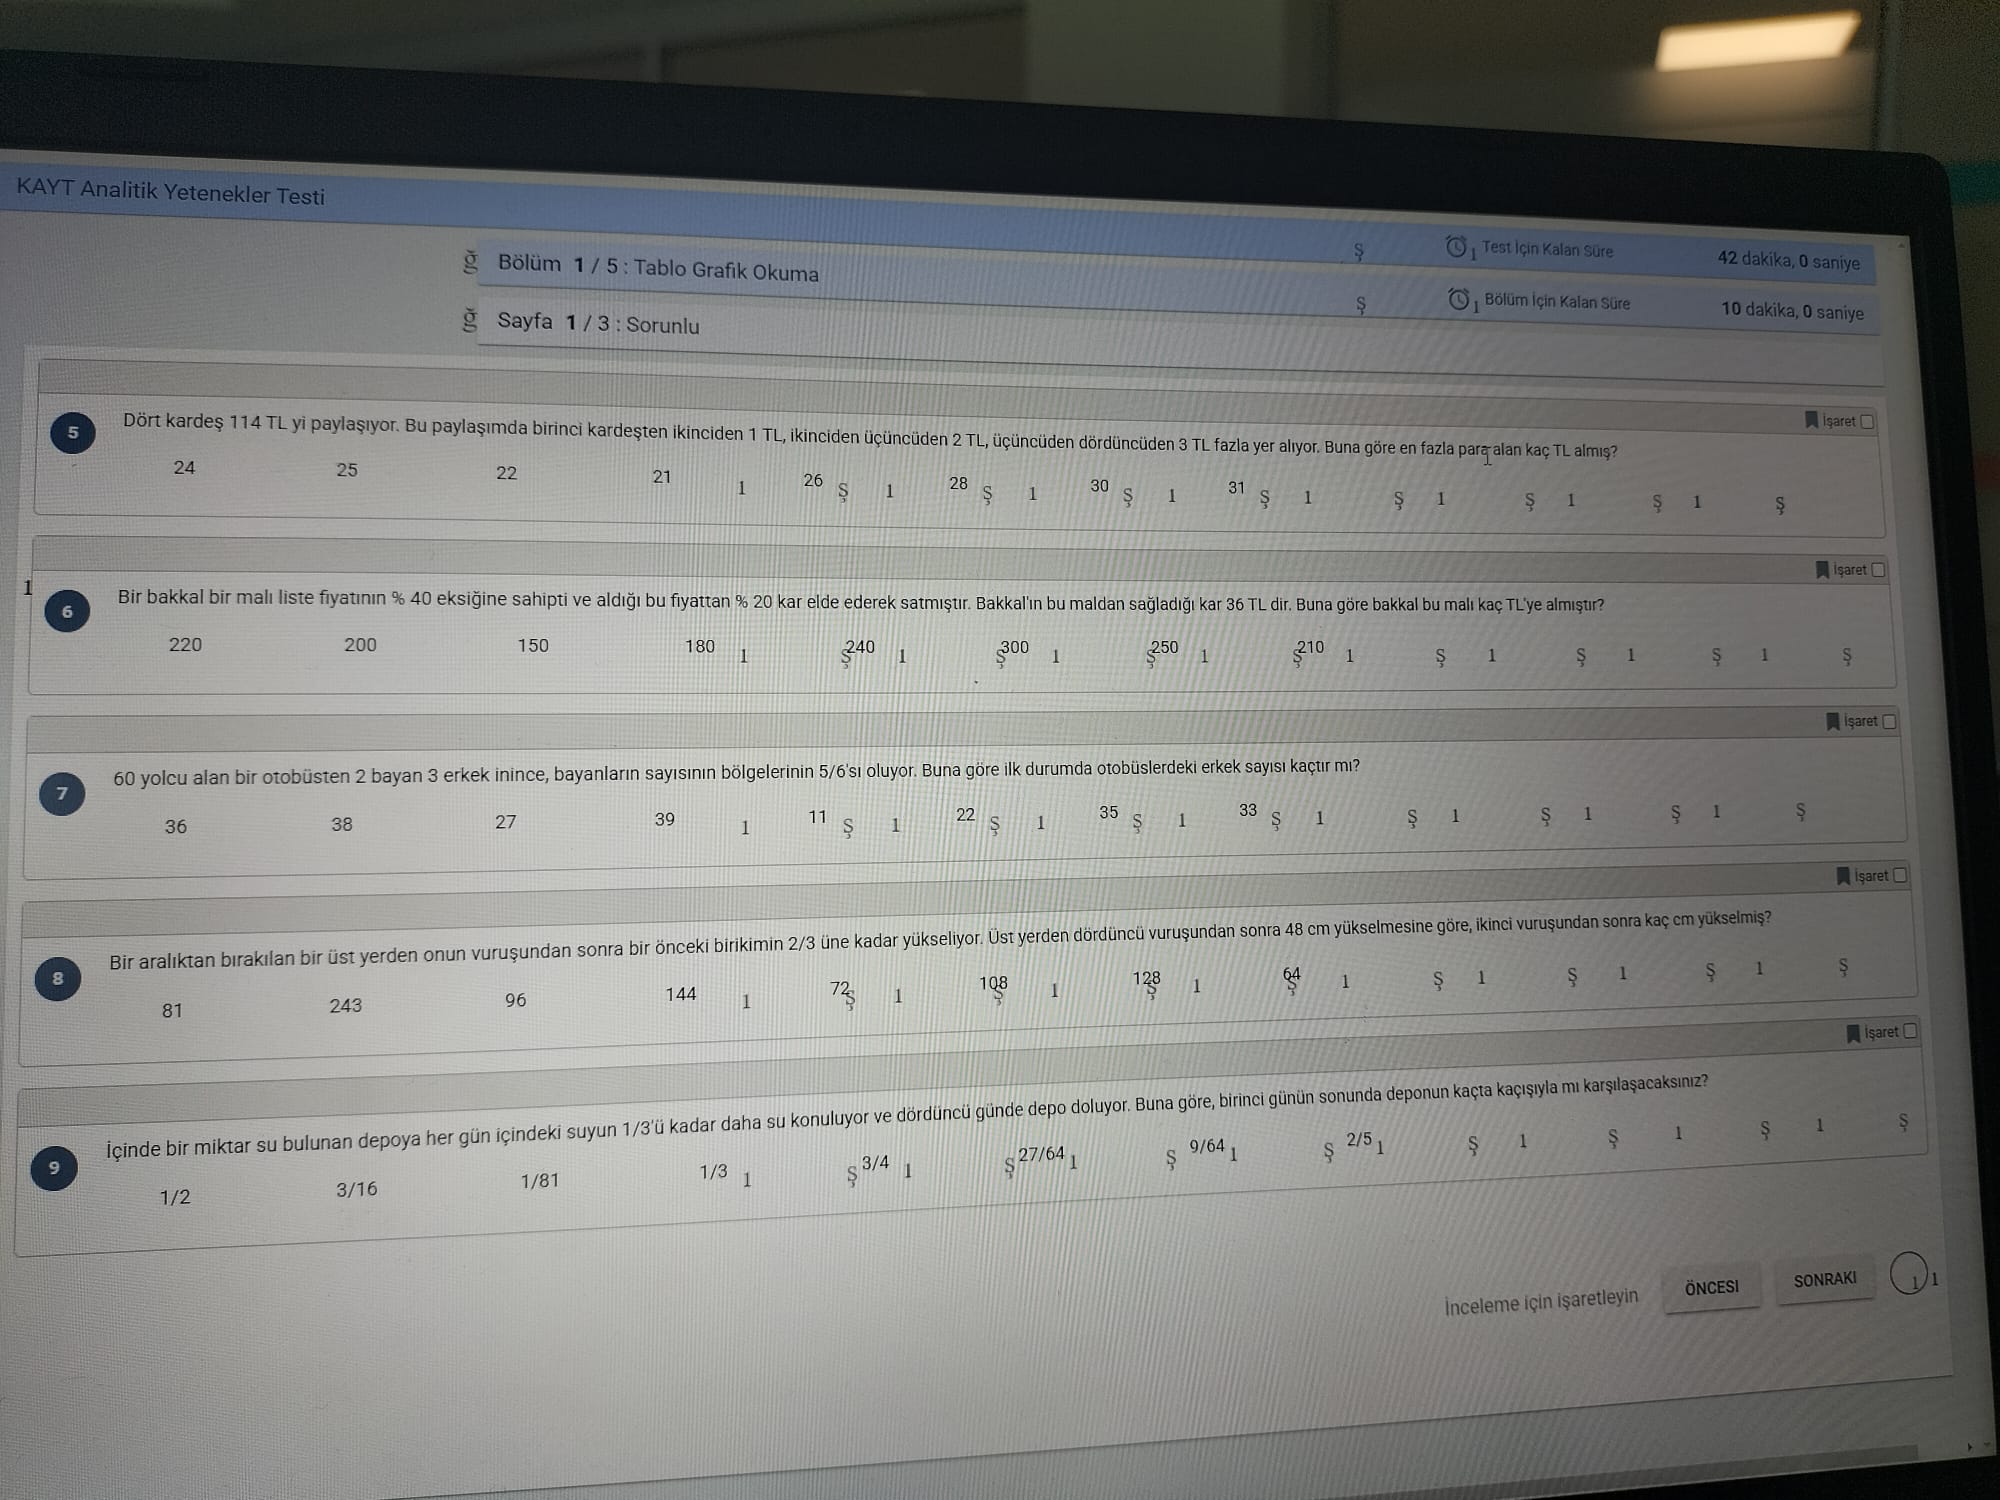 KAYT Analitik Yetenekler Testi
Ş 1 Test İçin Kalan Süre 42 dakika, 0 saniye
ğ Bölüm 1 / 5 : Tablo Grafik Okuma
Ş 1 Bölüm İçin Kalan Süre 10 dakika, 0 saniye
ğ Sayfa 1 / 3 : Sorunlu
İşaret
5 Dört kardeş 114 TL yi paylaşıyor. Bu paylaşımda birinci kardeşten ikinciden 1 TL, ikinciden üçüncüden 2 TL, üçüncüden dördüncüden 3 TL fazla yer alıyor. Buna göre en fazla para alan kaç TL almış?
24 25 22 21 1 26 Ş 1 28 Ş 1 30 Ş 1 31 Ş 1 Ş 1 Ş 1 Ş 1 Ş
İşaret
1
6 Bir bakkal bir malı liste fiyatının % 40 eksiğine sahipti ve aldığı bu fiyattan % 20 kar elde ederek satmıştır. Bakkal'ın bu maldan sağladığı kar 36 TL dir. Buna göre bakkal bu malı kaç TL'ye almıştır?
220 200 150 180 1 Ş 240 1 Ş 300 1 Ş 250 1 Ş 210 1 Ş 1 Ş 1 Ş 1 Ş
İşaret
7 60 yolcu alan bir otobüsten 2 bayan 3 erkek inince, bayanların sayısının bölgelerinin 5/6'sı oluyor. Buna göre ilk durumda otobüslerdeki erkek sayısı kaçtır mı?
36 38 27 39 1 11 Ş 1 22 Ş 1 35 Ş 1 33 Ş 1 Ş 1 Ş 1 Ş 1 Ş
İşaret
8 Bir aralıktan bırakılan bir üst yerden onun vuruşundan sonra bir önceki birikimin 2/3 üne kadar yükseliyor. Üst yerden dördüncü vuruşundan sonra 48 cm yükselmesine göre, ikinci vuruşundan sonra kaç cm yükselmiş?
81 243 96 144 1 72 Ş 1 108 Ş 1 128 Ş 1 64 Ş 1 Ş 1 Ş 1 Ş 1 Ş
İşaret
9 İçinde bir miktar su bulunan depoya her gün içindeki suyun 1/3'ü kadar daha su konuluyor ve dördüncü günde depo doluyor. Buna göre, birinci günün sonunda deponun kaçta kaçışıyla mı karşılaşacaksınız?
1/2 3/16 1/81 1/3 1 Ş 3/4 1 Ş 27/64 1 Ş 9/64 1 Ş 2/5 1 Ş 1 Ş 1 Ş 1 Ş
İnceleme için işaretleyin ÖNCESI SONRAKI 1 1